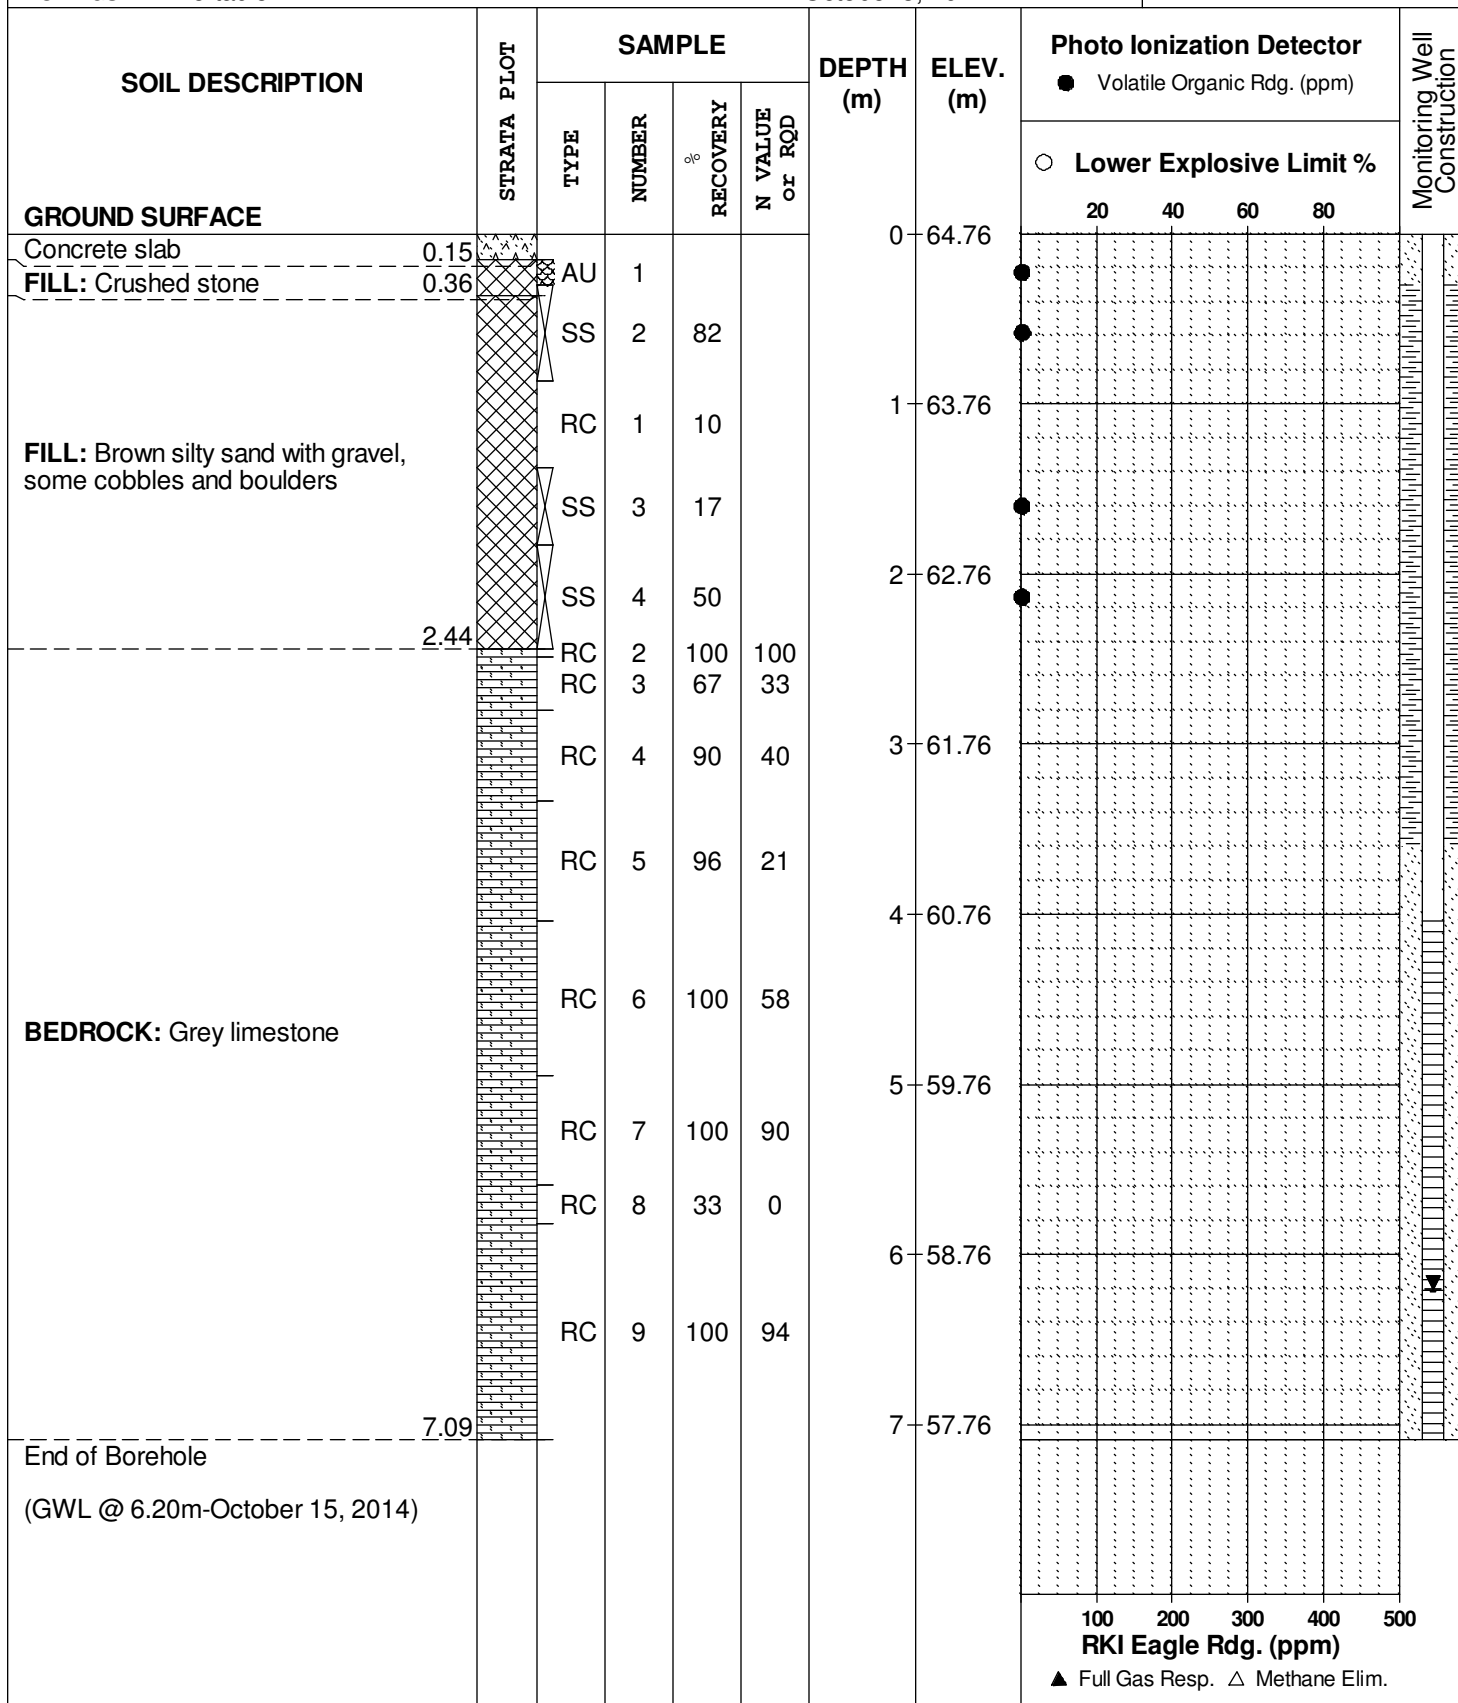 SOIL DESCRIPTION
GROUND SURFACE
STRATA PLOT
SAMPLE
TYPE
NUMBER
% RECOVERY
N VALUE or RQD
DEPTH (m)
ELEV. (m)
Photo Ionization Detector
● Volatile Organic Rdg. (ppm)
○ Lower Explosive Limit %
20 40 60 80
Monitoring Well Construction
0 64.76
Concrete slab 0.15
FILL: Crushed stone 0.36
AU 1
SS 2 82
1 63.76
RC 1 10
FILL: Brown silty sand with gravel,
some cobbles and boulders
SS 3 17
2 62.76
SS 4 50
2.44
RC 2 100 100
RC 3 67 33
3 61.76
RC 4 90 40
RC 5 96 21
4 60.76
RC 6 100 58
BEDROCK: Grey limestone
5 59.76
RC 7 100 90
RC 8 33 0
6 58.76
RC 9 100 94
7.09
7 57.76
End of Borehole
(GWL @ 6.20m-October 15, 2014)
100 200 300 400 500
RKI Eagle Rdg. (ppm)
▲ Full Gas Resp. △ Methane Elim.